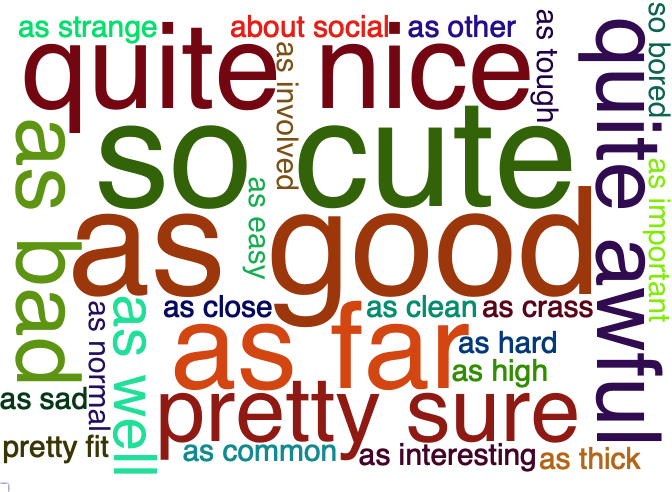 as strange
about social
as other
as tough
so bored
quite nice
as involved
quite awful
as bad
so cute
as easy
as important
as good
as normal
as well
as close
as clean
as crass
as far
as hard
as high
as sad
pretty sure
pretty fit
as common
as interesting
as thick